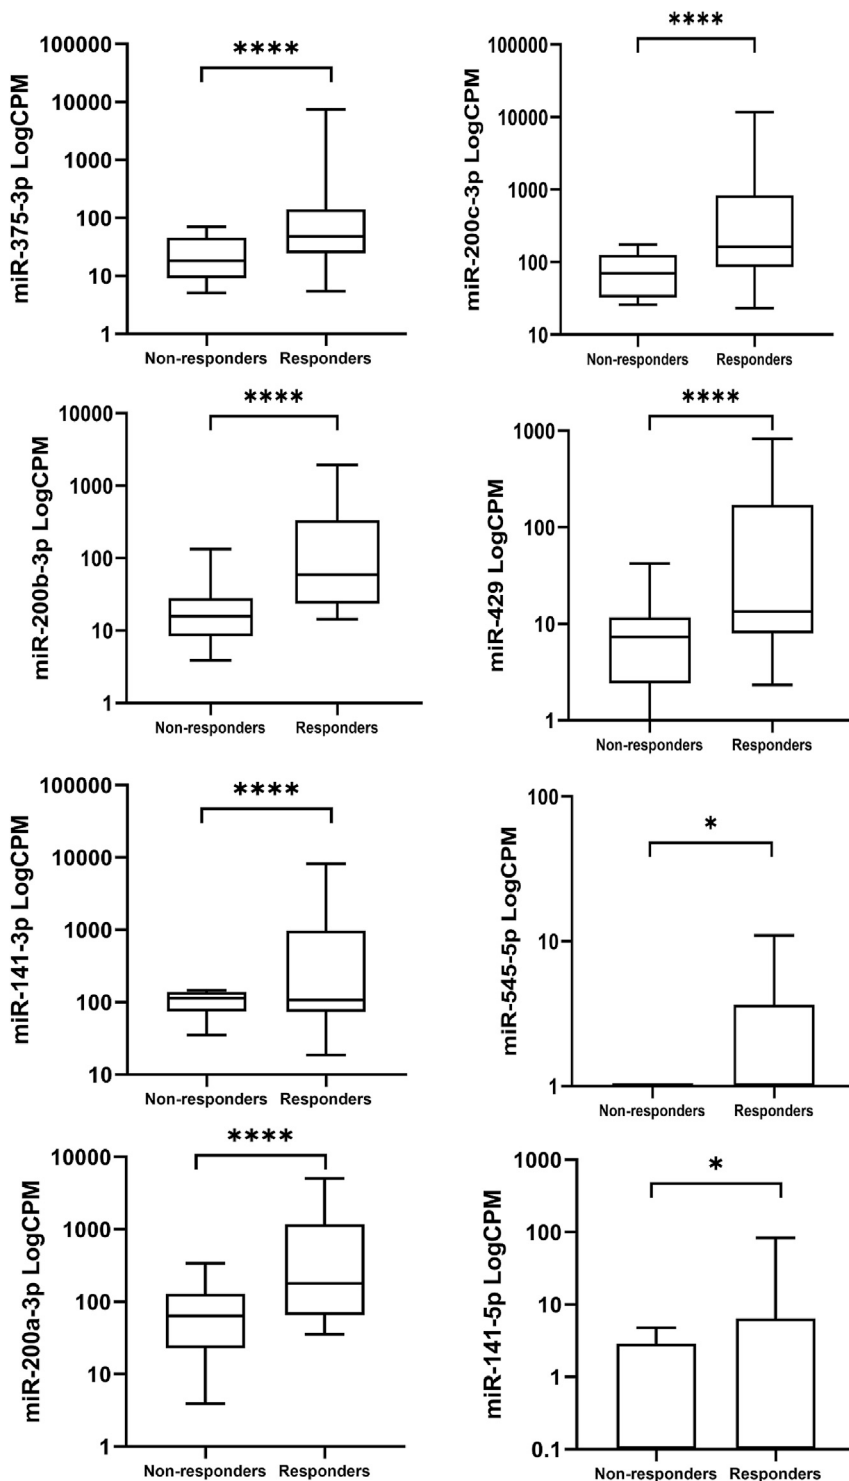 ****
miR-375-3p LogCPM
100000
10000
1000
100
10
1
Non-responders Responders
****
miR-200c-3p LogCPM
100000
10000
1000
100
10
Non-responders Responders
****
miR-200b-3p LogCPM
10000
1000
100
10
1
Non-responders Responders
****
miR-429 LogCPM
1000
100
10
1
Non-responders Responders
****
miR-141-3p LogCPM
100000
10000
1000
100
10
Non-responders Responders
*
miR-545-5p LogCPM
100
10
1
Non-responders Responders
****
miR-200a-3p LogCPM
10000
1000
100
10
1
Non-responders Responders
*
miR-141-5p LogCPM
1000
100
10
1
0.1
Non-responders Responders